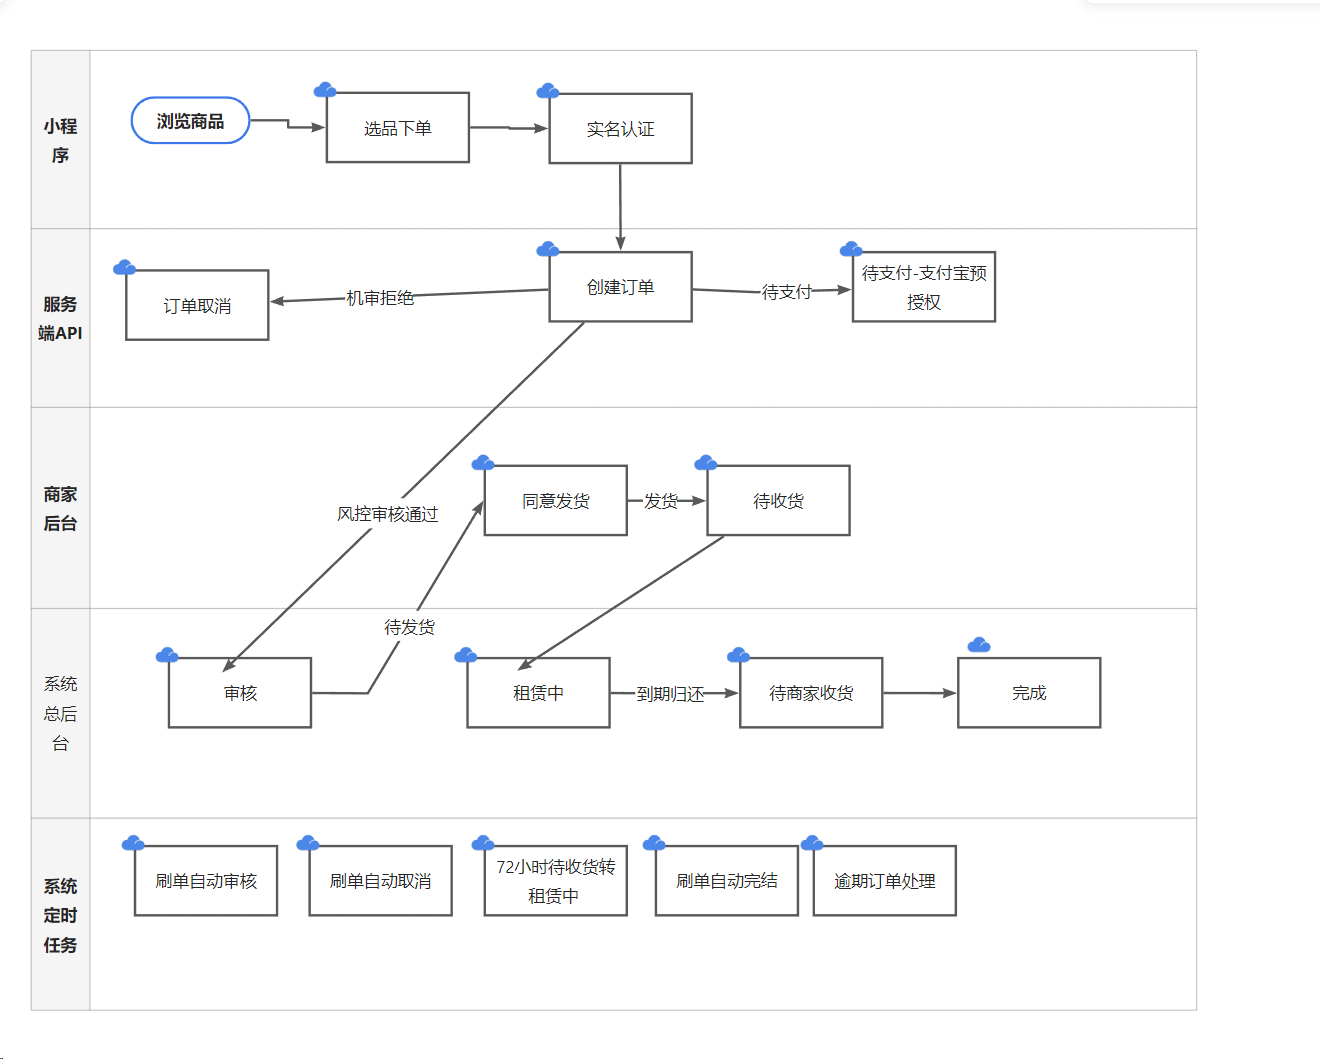 小程
序
浏览商品
选品下单
实名认证
服务
端API
订单取消
机审拒绝
创建订单
待支付
待支付-支付宝预
授权
商家
后台
风控审核通过
同意发货
发货
待收货
待发货
系统
总后
台
审核
租赁中
到期归还
待商家收货
完成
系统
定时
任务
刷单自动审核
刷单自动取消
72小时待收货转
租赁中
刷单自动完结
逾期订单处理